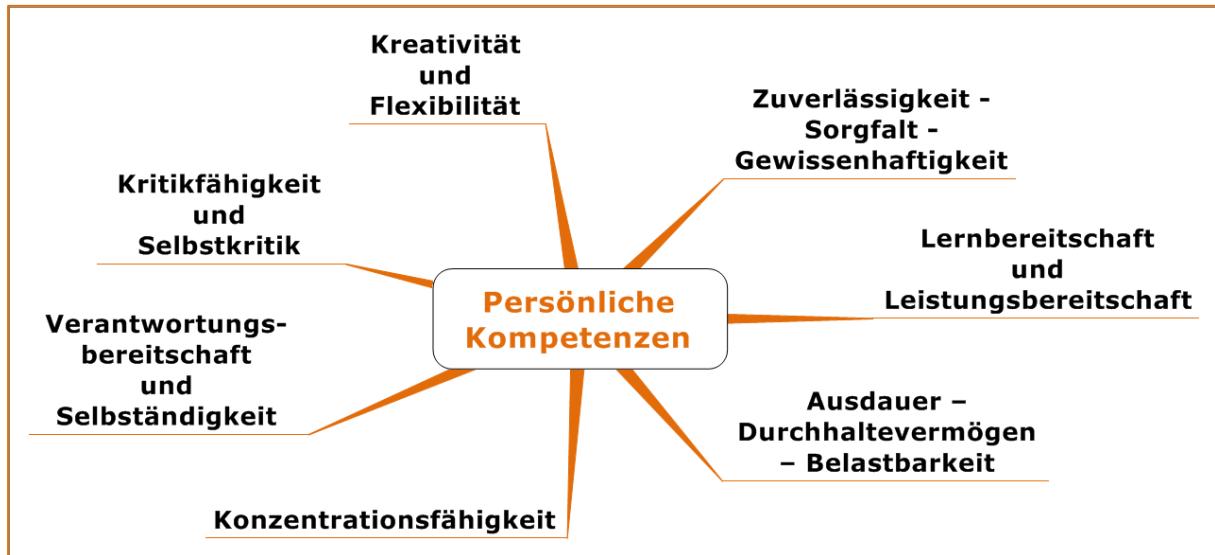 Kreativität
und
Flexibilität
Zuverlässigkeit -
Sorgfalt -
Gewissenhaftigkeit
Kritikfähigkeit
und
Selbstkritik
Lernbereitschaft
und
Leistungsbereitschaft
Persönliche
Kompetenzen
Verantwortungs-
bereitschaft
und
Selbständigkeit
Ausdauer –
Durchhaltevermögen
– Belastbarkeit
Konzentrationsfähigkeit